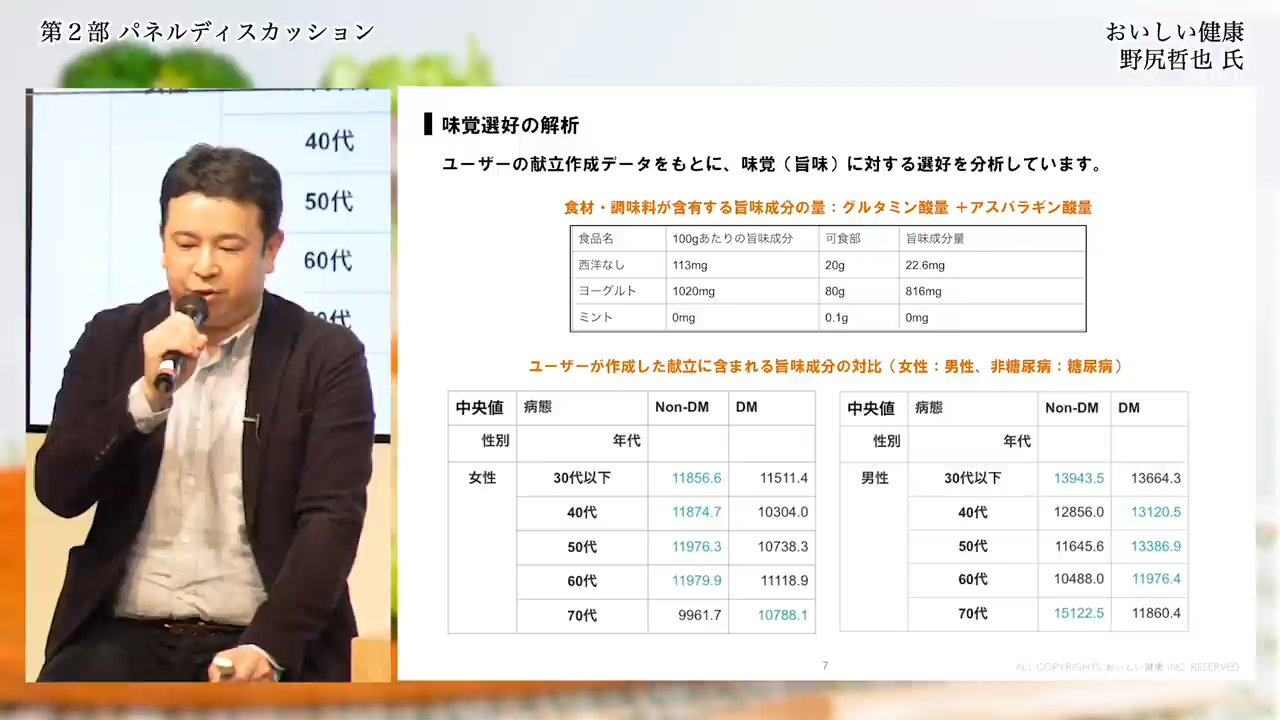 第２部 パネルディスカッション
おいしい健康
野尻哲也 氏
40代
50代
60代
味覚選好の解析
ユーザーの献立作成データをもとに、味覚（旨味）に対する選好を分析しています。
食材・調味料が含有する旨味成分の量：グルタミン酸量 ＋アスパラギン酸量
食品名 100gあたりの旨味成分 可食部 旨味成分量
西洋なし 113mg 20g 22.6mg
ヨーグルト 1020mg 80g 816mg
ミント 0mg 0.1g 0mg
ユーザーが作成した献立に含まれる旨味成分の対比（女性：男性、非糖尿病：糖尿病）
中央値 病態 Non-DM DM
性別 年代
女性 30代以下 11856.6 11511.4
40代 11874.7 10304.0
50代 11976.3 10738.3
60代 11979.9 11118.9
70代 9961.7 10788.1
中央値 病態 Non-DM DM
性別 年代
男性 30代以下 13943.5 13664.3
40代 12856.0 13120.5
50代 11645.6 13386.9
60代 10488.0 11976.4
70代 15122.5 11860.4
7
ALL COPYRIGHTS おいしい健康 INC. RESERVED